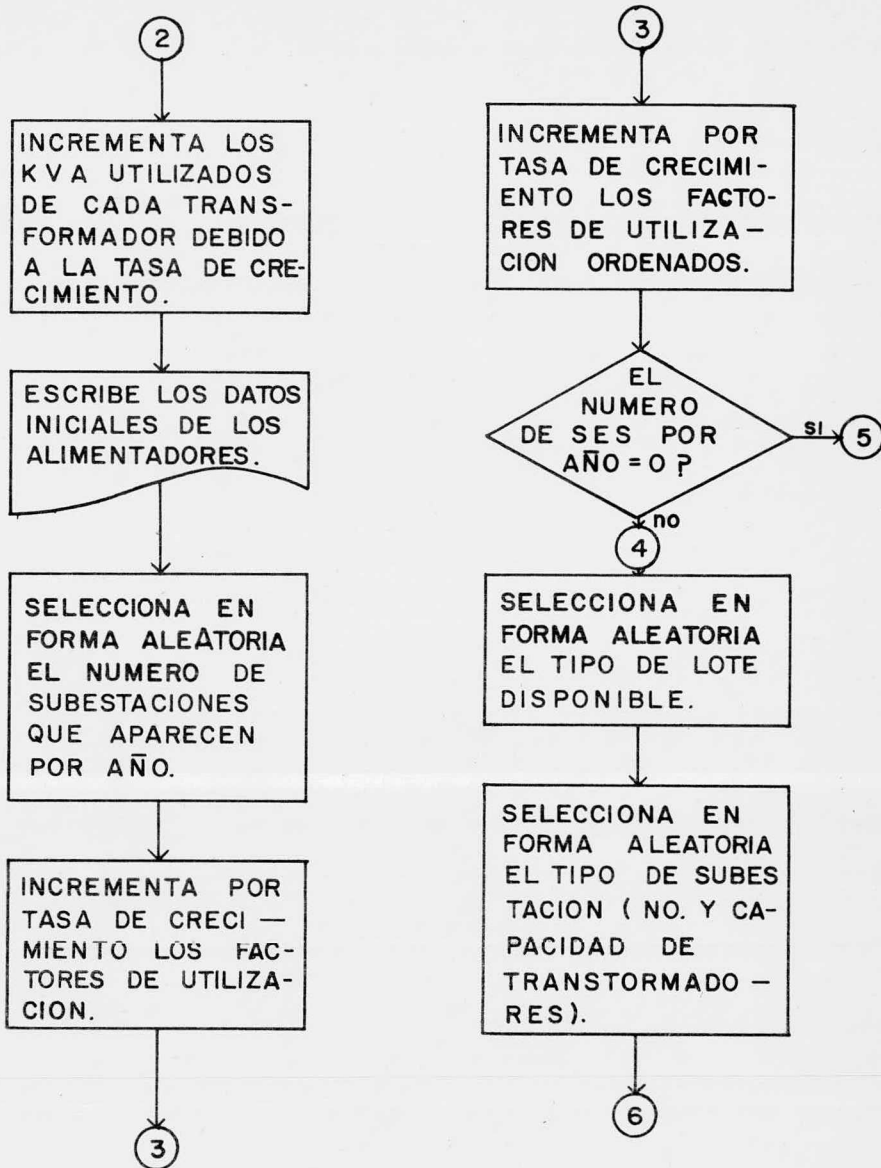 2
INCREMENTA LOS
KVA UTILIZADOS
DE CADA TRANS-
FORMADOR DEBIDO
A LA TASA DE CRE-
CIMIENTO.
ESCRIBE LOS DATOS
INICIALES DE LOS
ALIMENTADORES.
SELECCIONA EN
FORMA ALEATORIA
EL NUMERO DE
SUBESTACIONES
QUE APARECEN
POR AÑO.
INCREMENTA POR
TASA DE CRECI—
MIENTO LOS FAC-
TORES DE UTILIZA-
CION.
3
3
INCREMENTA POR
TASA DE CRECIMI-
ENTO LOS FACTO-
RES DE UTILIZA—
CION ORDENADOS.
EL
NUMERO
DE SES POR
AÑO=0?
SI
5
no
4
SELECCIONA EN
FORMA ALEATORIA
EL TIPO DE LOTE
DISPONIBLE.
SELECCIONA EN
FORMA ALEATORIA
EL TIPO DE SUBES
TACION (NO. Y CA-
PACIDAD DE
TRANSTORMADO—
RES).
6